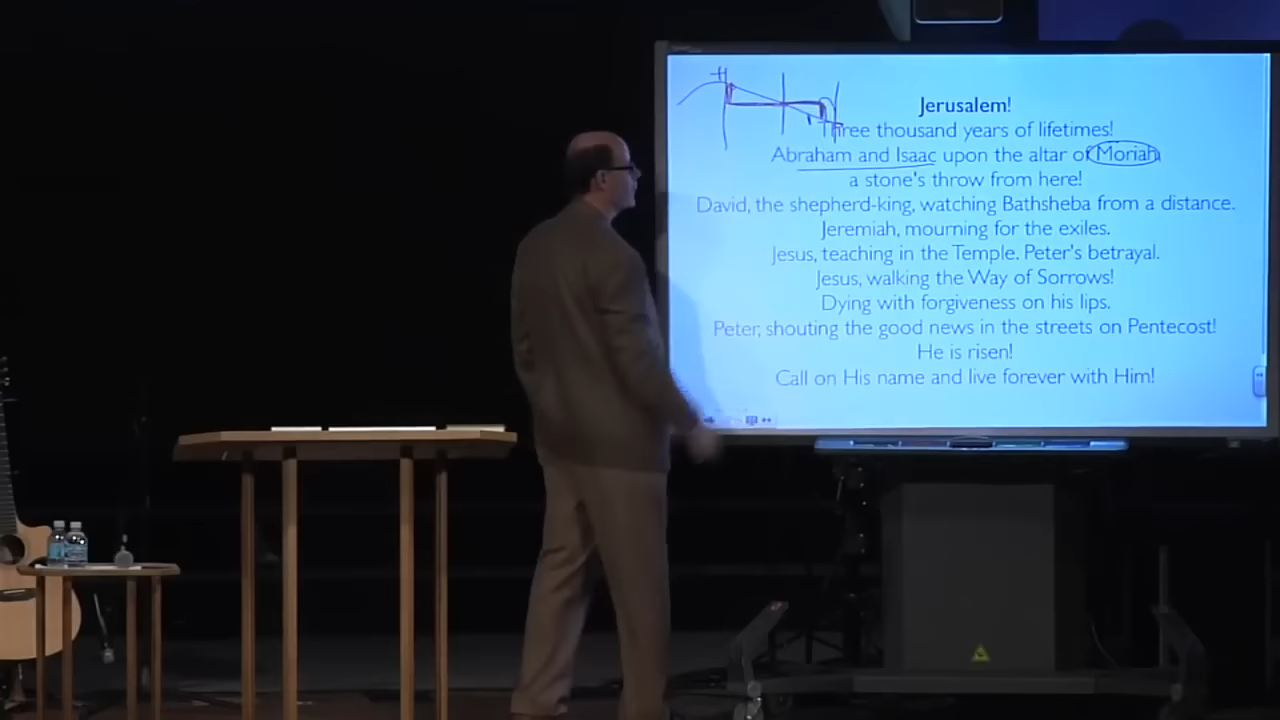 Jerusalem!
Three thousand years of lifetimes!
Abraham and Isaac upon the altar of Moriah
a stone's throw from here!
David, the shepherd-king, watching Bathsheba from a distance.
Jeremiah, mourning for the exiles.
Jesus, teaching in the Temple. Peter's betrayal.
Jesus, walking the Way of Sorrows!
Dying with forgiveness on his lips.
Peter, shouting the good news in the streets on Pentecost!
He is risen!
Call on His name and live forever with Him!